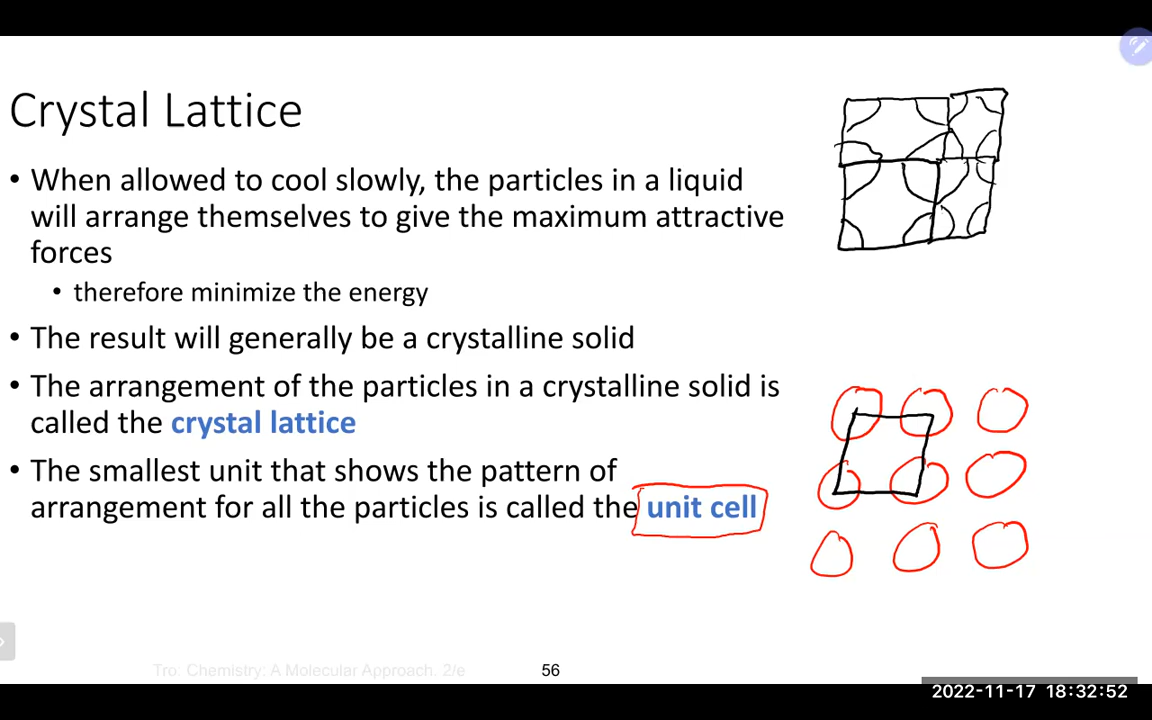 Crystal Lattice
• When allowed to cool slowly, the particles in a liquid
will arrange themselves to give the maximum attractive
forces
• therefore minimize the energy
• The result will generally be a crystalline solid
• The arrangement of the particles in a crystalline solid is
called the crystal lattice
• The smallest unit that shows the pattern of
arrangement for all the particles is called the unit cell
Tro: Chemistry: A Molecular Approach, 2/e
56
2022-11-17 18:32:52